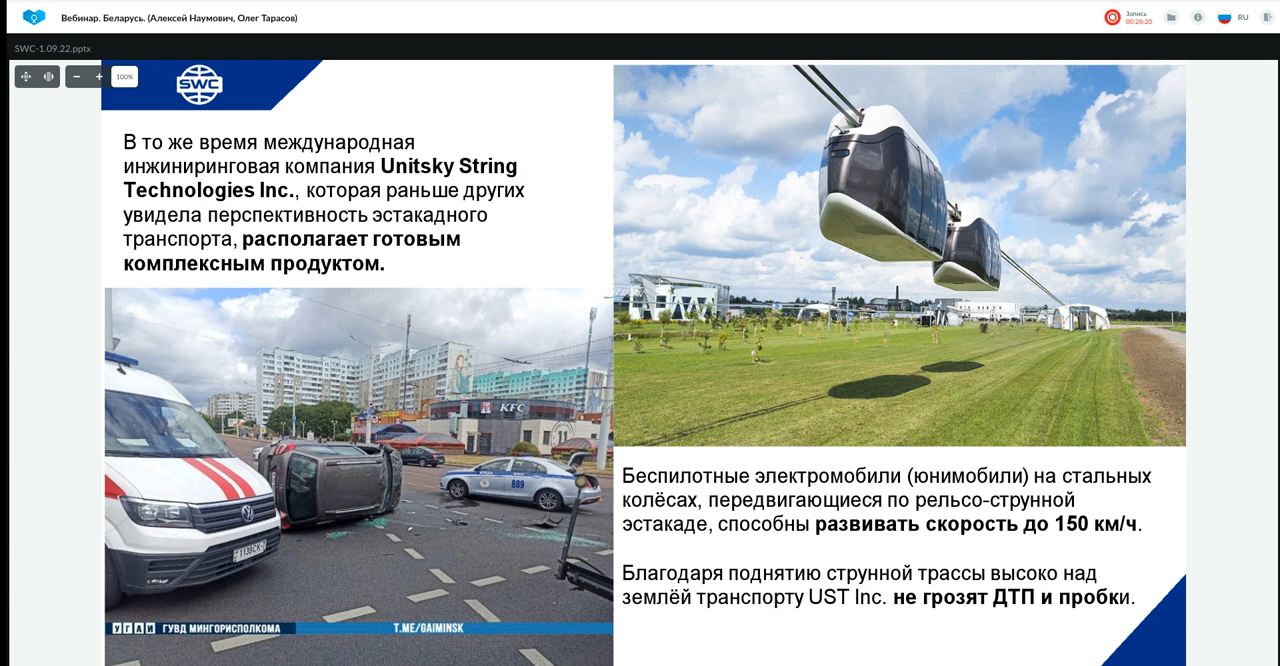 Вебинар. Беларусь. (Алексей Наумович, Олег Тарасов)
Запись
00:28:20
RU
SWC-1.09.22.pptx
100%
SWC
В то же время международная
инжиниринговая компания Unitsky String
Technologies Inc., которая раньше других
увидела перспективность эстакадного
транспорта, располагает готовым
комплексным продуктом.
KFC
889
1139CK-7
УГАИ ГУВД МИНГОРИСПОЛКОМА
T.ME/GAIMINSK
Беспилотные электромобили (юнимобили) на стальных
колёсах, передвигающиеся по рельсо-струнной
эстакаде, способны развивать скорость до 150 км/ч.
Благодаря поднятию струнной трассы высоко над
землёй транспорту UST Inc. не грозят ДТП и пробки.